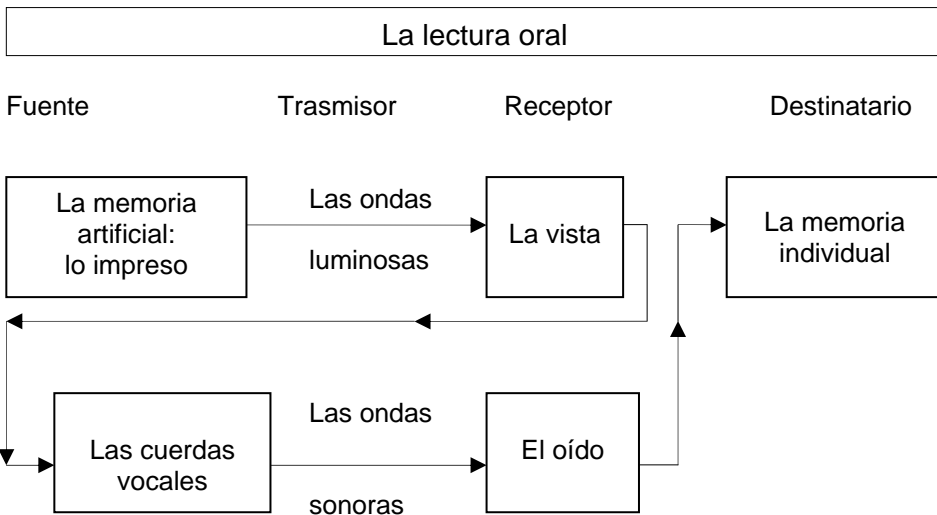 La lectura oral
Fuente Trasmisor Receptor Destinatario
La memoria
artificial:
lo impreso
Las ondas
luminosas
La vista
La memoria
individual
Las cuerdas
vocales
Las ondas
sonoras
El oído